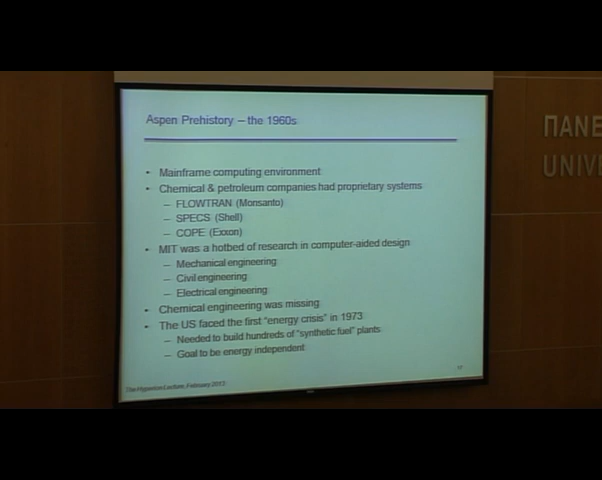 Aspen Prehistory – the 1960s
ΠΑΝΕ
UNIVE
• Mainframe computing environment
• Chemical & petroleum companies had proprietary systems
– FLOWTRAN (Monsanto)
– SPECS (Shell)
– COPE (Exxon)
• MIT was a hotbed of research in computer-aided design
– Mechanical engineering
– Civil engineering
– Electrical engineering
• Chemical engineering was missing
• The US faced the first "energy crisis" in 1973
– Needed to build hundreds of "synthetic fuel" plants
– Goal to be energy independent
Lecture, February 2013